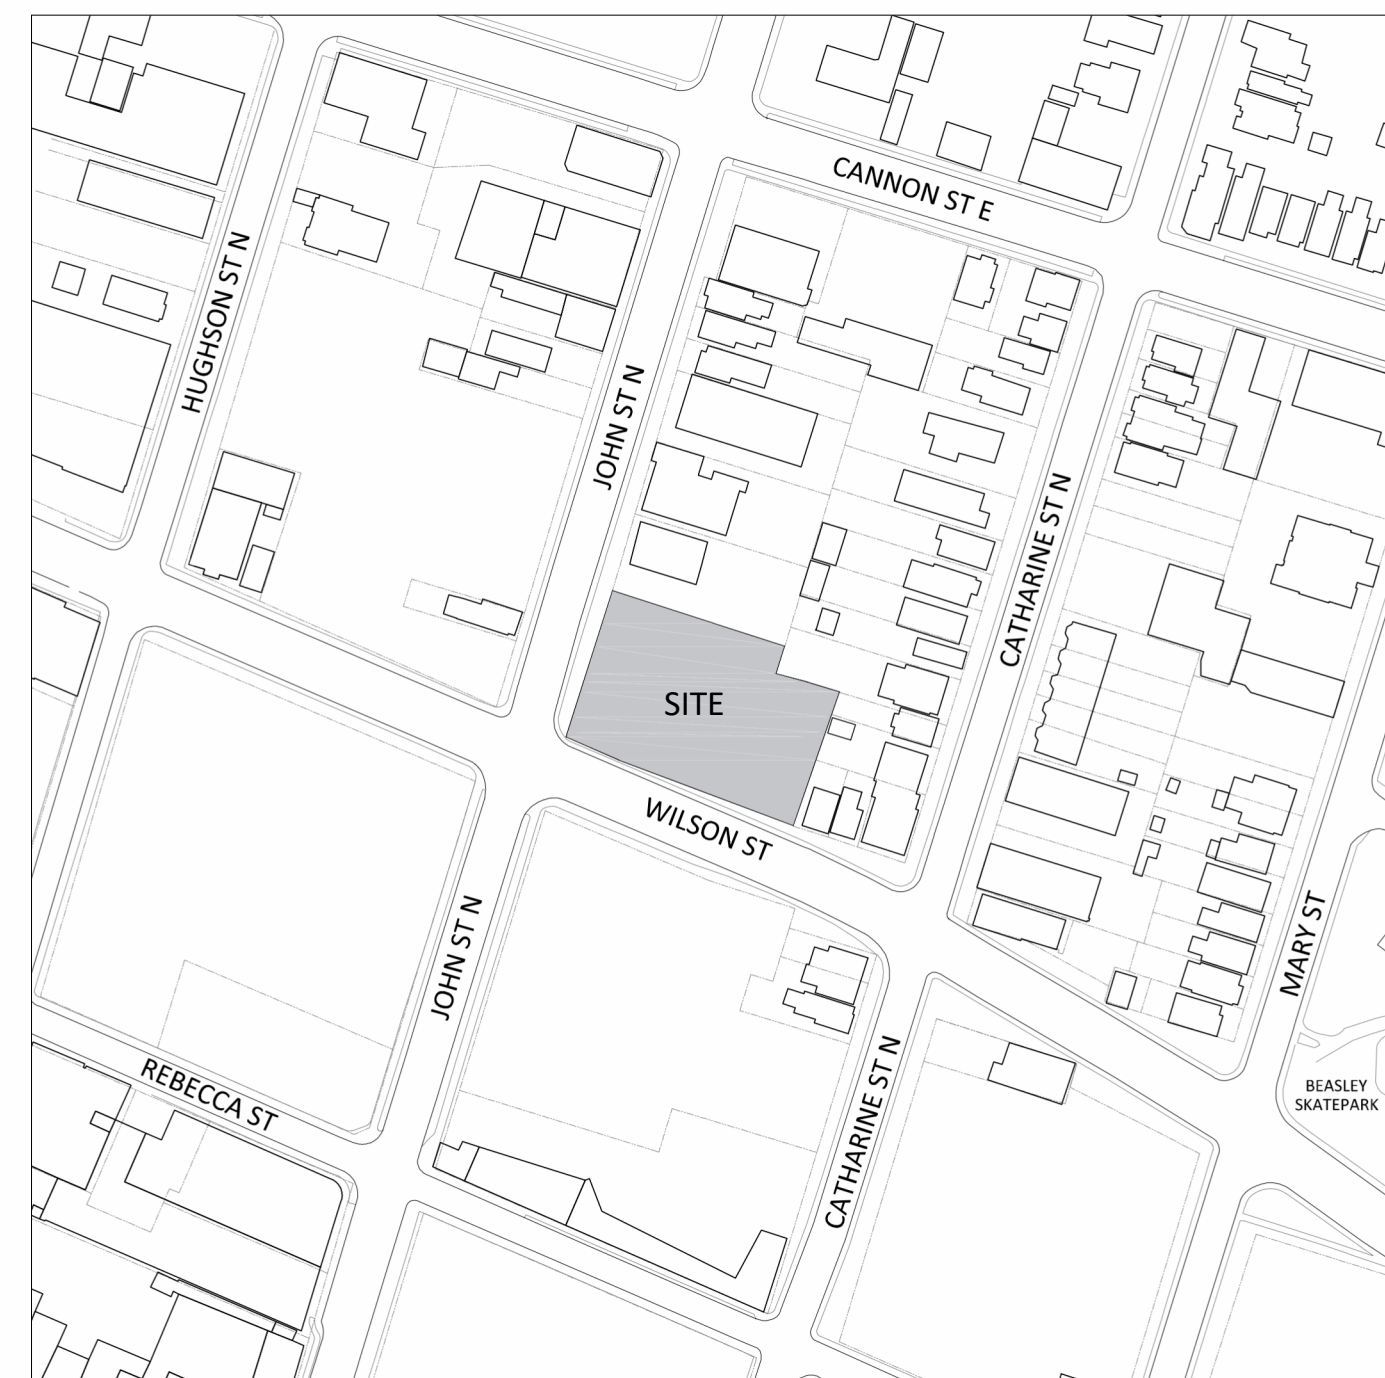 CANNON ST E
HUGHSON ST N
JOHN ST N
CATHARINE ST N
SITE
WILSON ST
JOHN ST N
MARY ST
CATHARINE ST N
REBECCA ST
BEASLEY
SKATEPARK